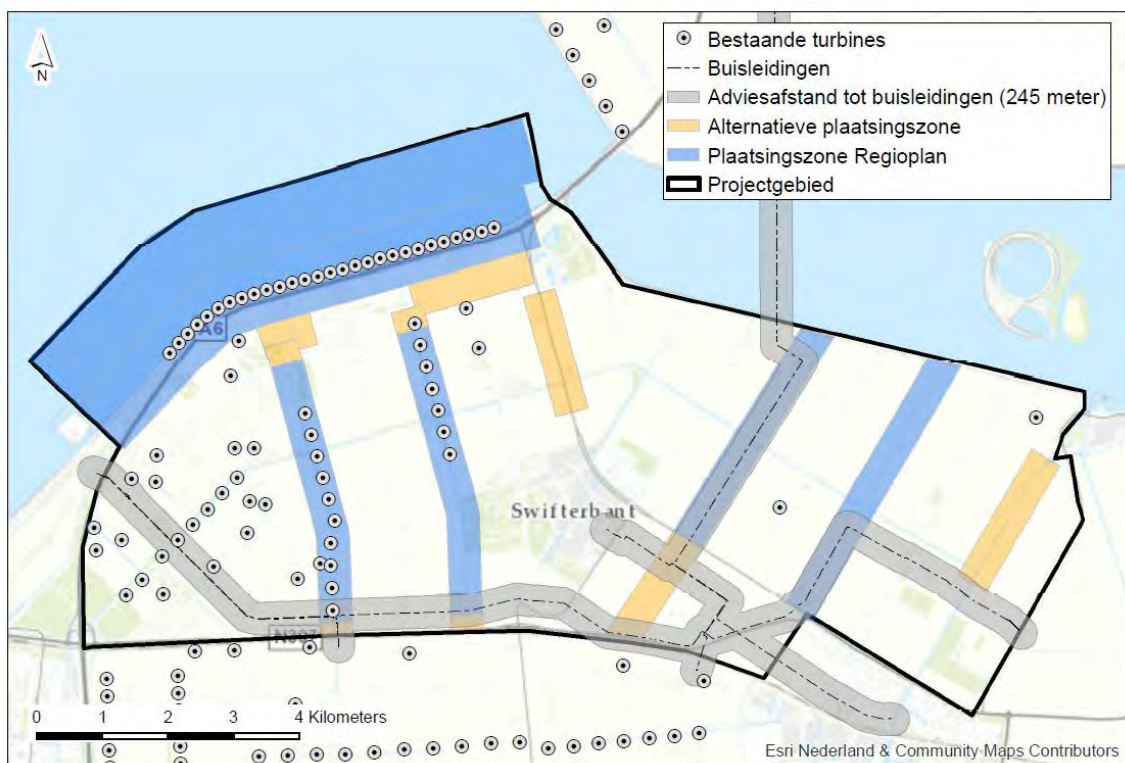 N
Bestaande turbines
Buisleidingen
Adviesafstand tot buisleidingen (245 meter)
Alternatieve plaatsingszone
Plaatsingszone Regioplan
Projectgebied
A6
Swifterbant
N307
0 1 2 3 4 Kilometers
Esri Nederland & Community Maps Contributors